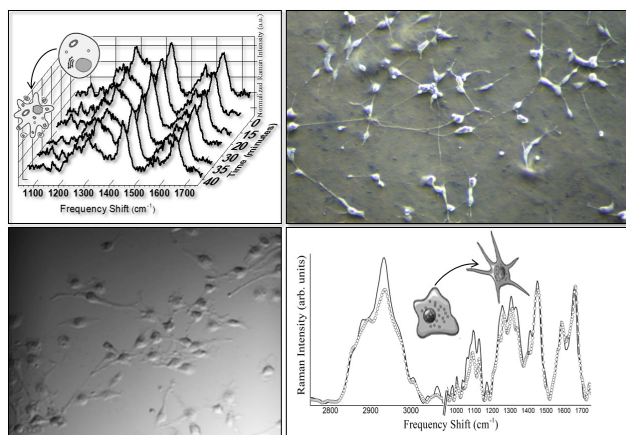 Normalized Raman Intensity (a.u.)
0
15
20
30
35
40
Time (minutes)
1100 1200 1300 1400 1500 1600 1700
Frequency Shift (cm⁻¹)
Raman Intensity (arb. units)
2800 2900 3000 1000 1100 1200 1300 1400 1500 1600 1700
Frequency Shift (cm⁻¹)